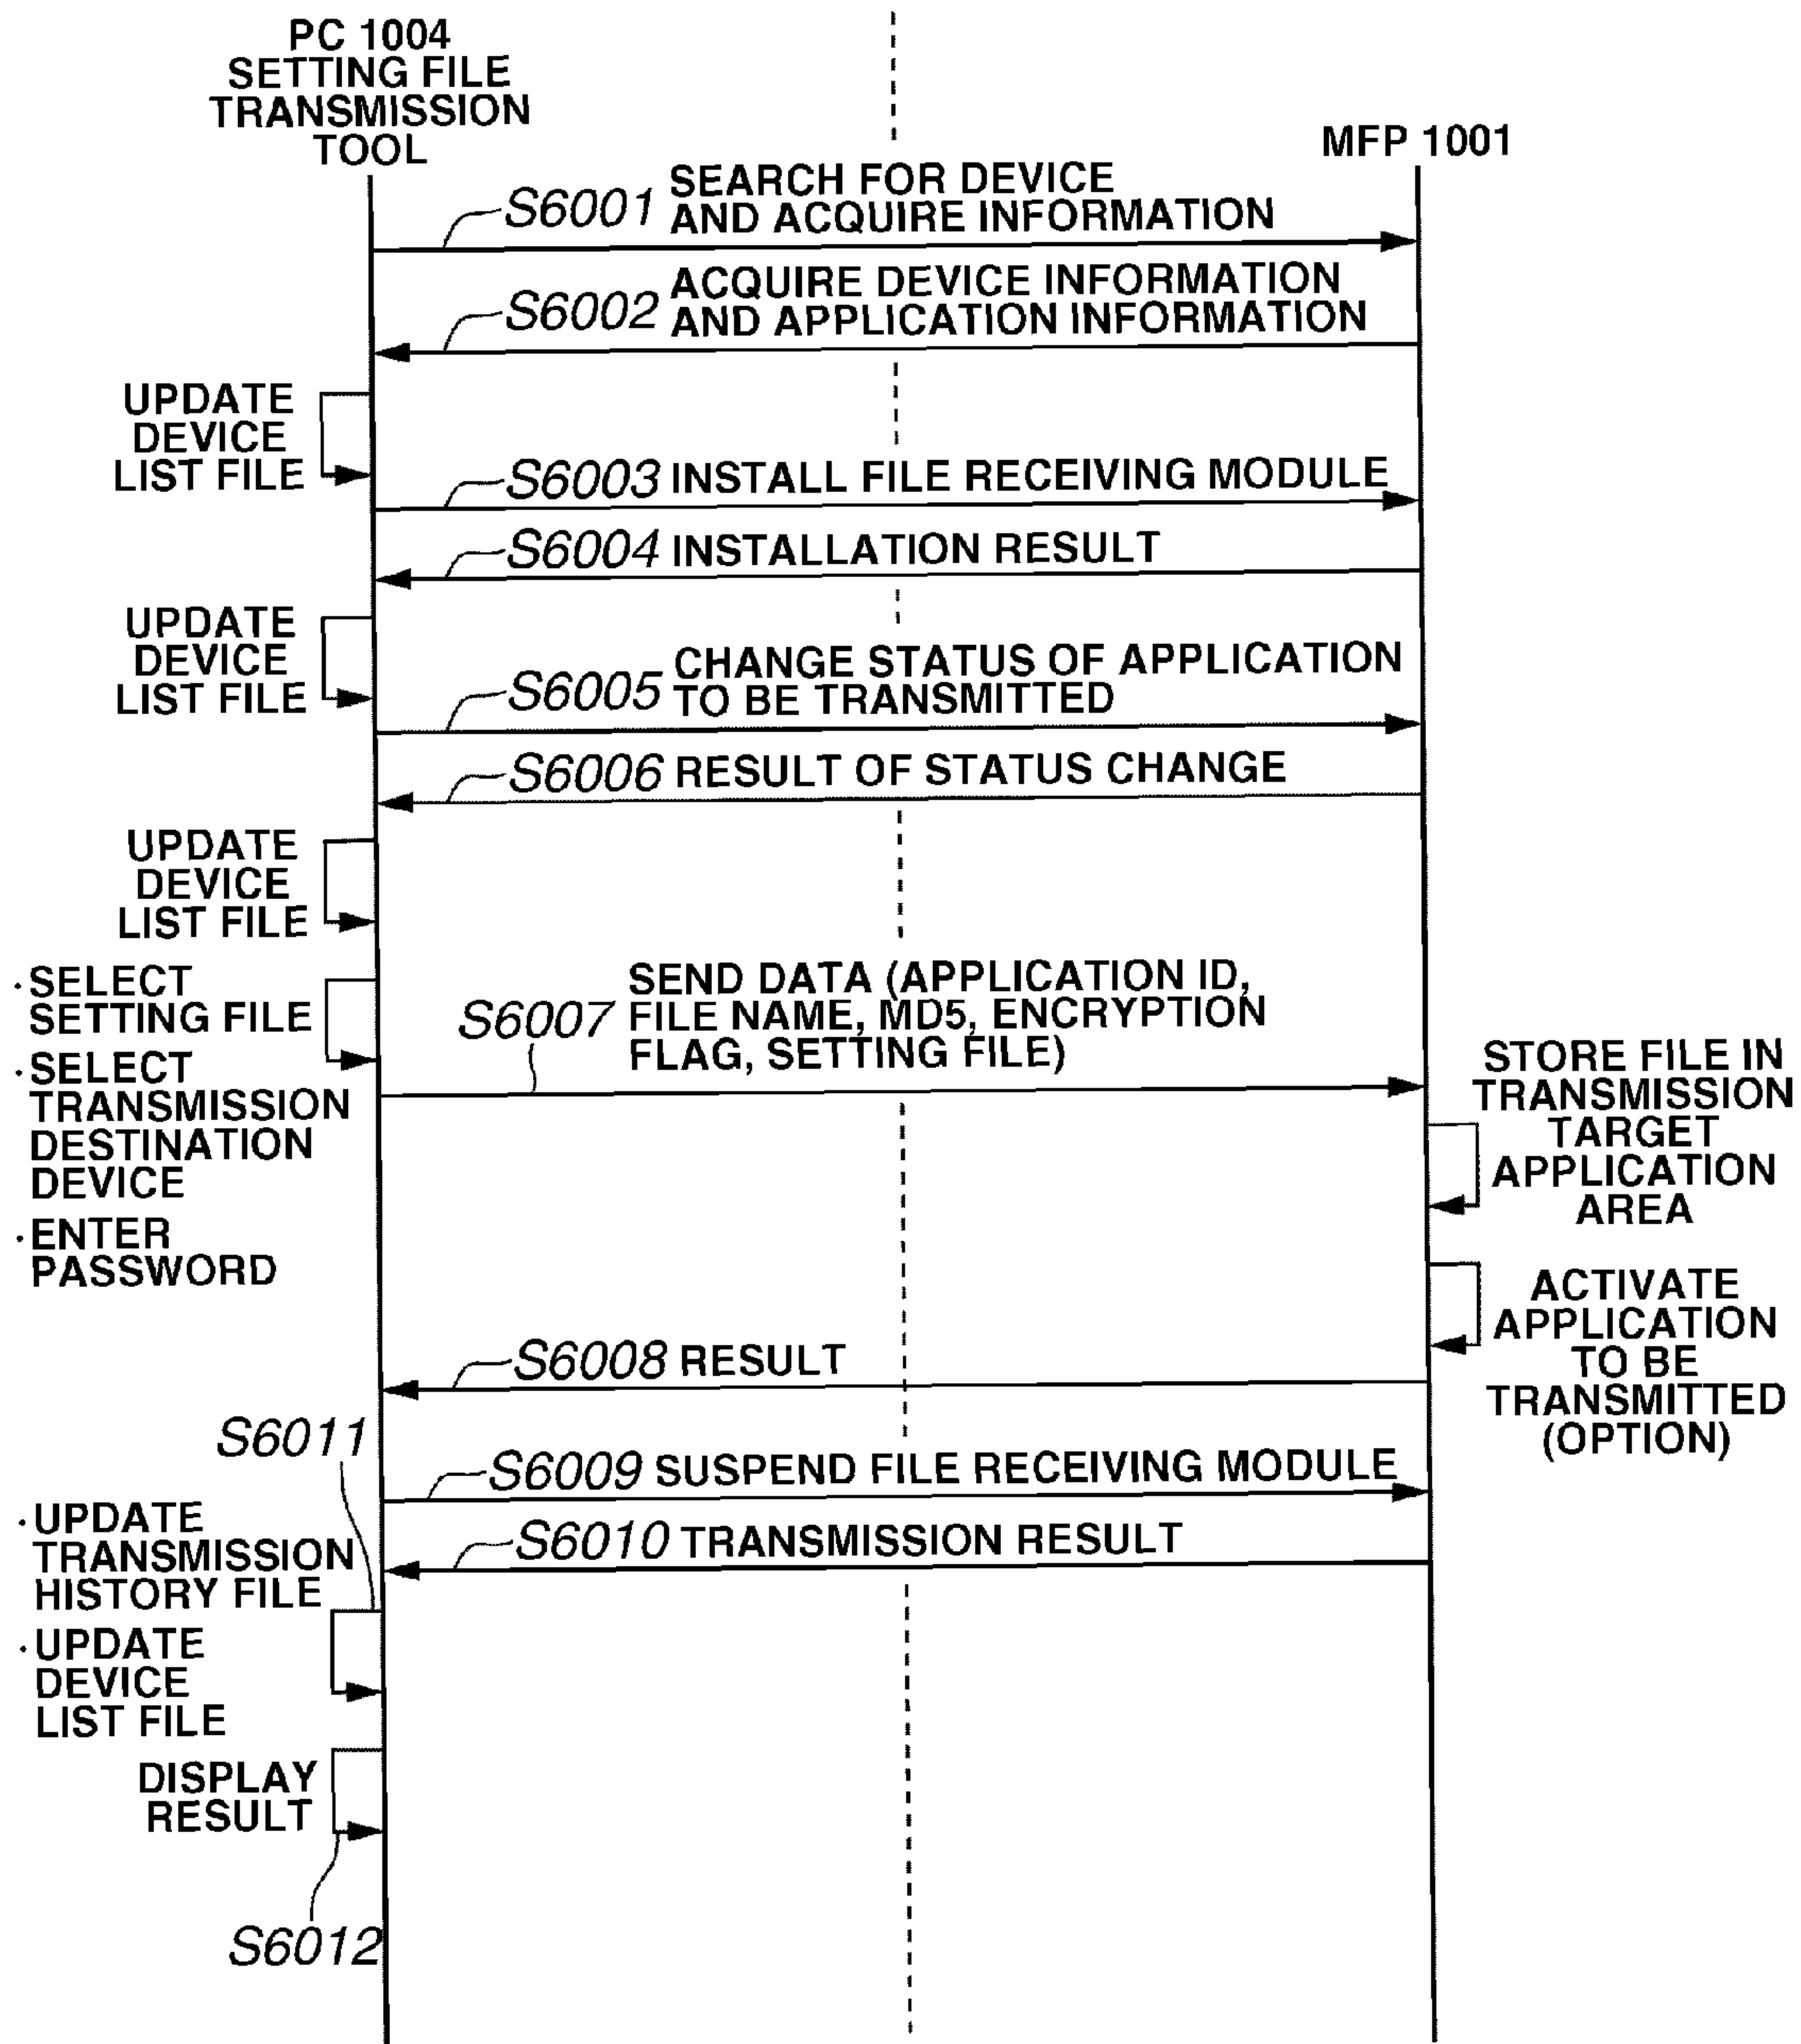 PC 1004
SETTING FILE
TRANSMISSION
TOOL
MFP 1001
S6001 SEARCH FOR DEVICE
AND ACQUIRE INFORMATION
S6002 ACQUIRE DEVICE INFORMATION
AND APPLICATION INFORMATION
UPDATE
DEVICE
LIST FILE
S6003 INSTALL FILE RECEIVING MODULE
S6004 INSTALLATION RESULT
UPDATE
DEVICE
LIST FILE
S6005 CHANGE STATUS OF APPLICATION
TO BE TRANSMITTED
S6006 RESULT OF STATUS CHANGE
UPDATE
DEVICE
LIST FILE
· SELECT
SETTING FILE
· SELECT
TRANSMISSION
DESTINATION
DEVICE
· ENTER
PASSWORD
S6007 SEND DATA (APPLICATION ID,
FILE NAME, MD5, ENCRYPTION
FLAG, SETTING FILE)
STORE FILE IN
TRANSMISSION
TARGET
APPLICATION
AREA
ACTIVATE
APPLICATION
TO BE
TRANSMITTED
(OPTION)
S6008 RESULT
S6011
S6009 SUSPEND FILE RECEIVING MODULE
S6010 TRANSMISSION RESULT
· UPDATE
TRANSMISSION
HISTORY FILE
· UPDATE
DEVICE
LIST FILE
DISPLAY
RESULT
S6012